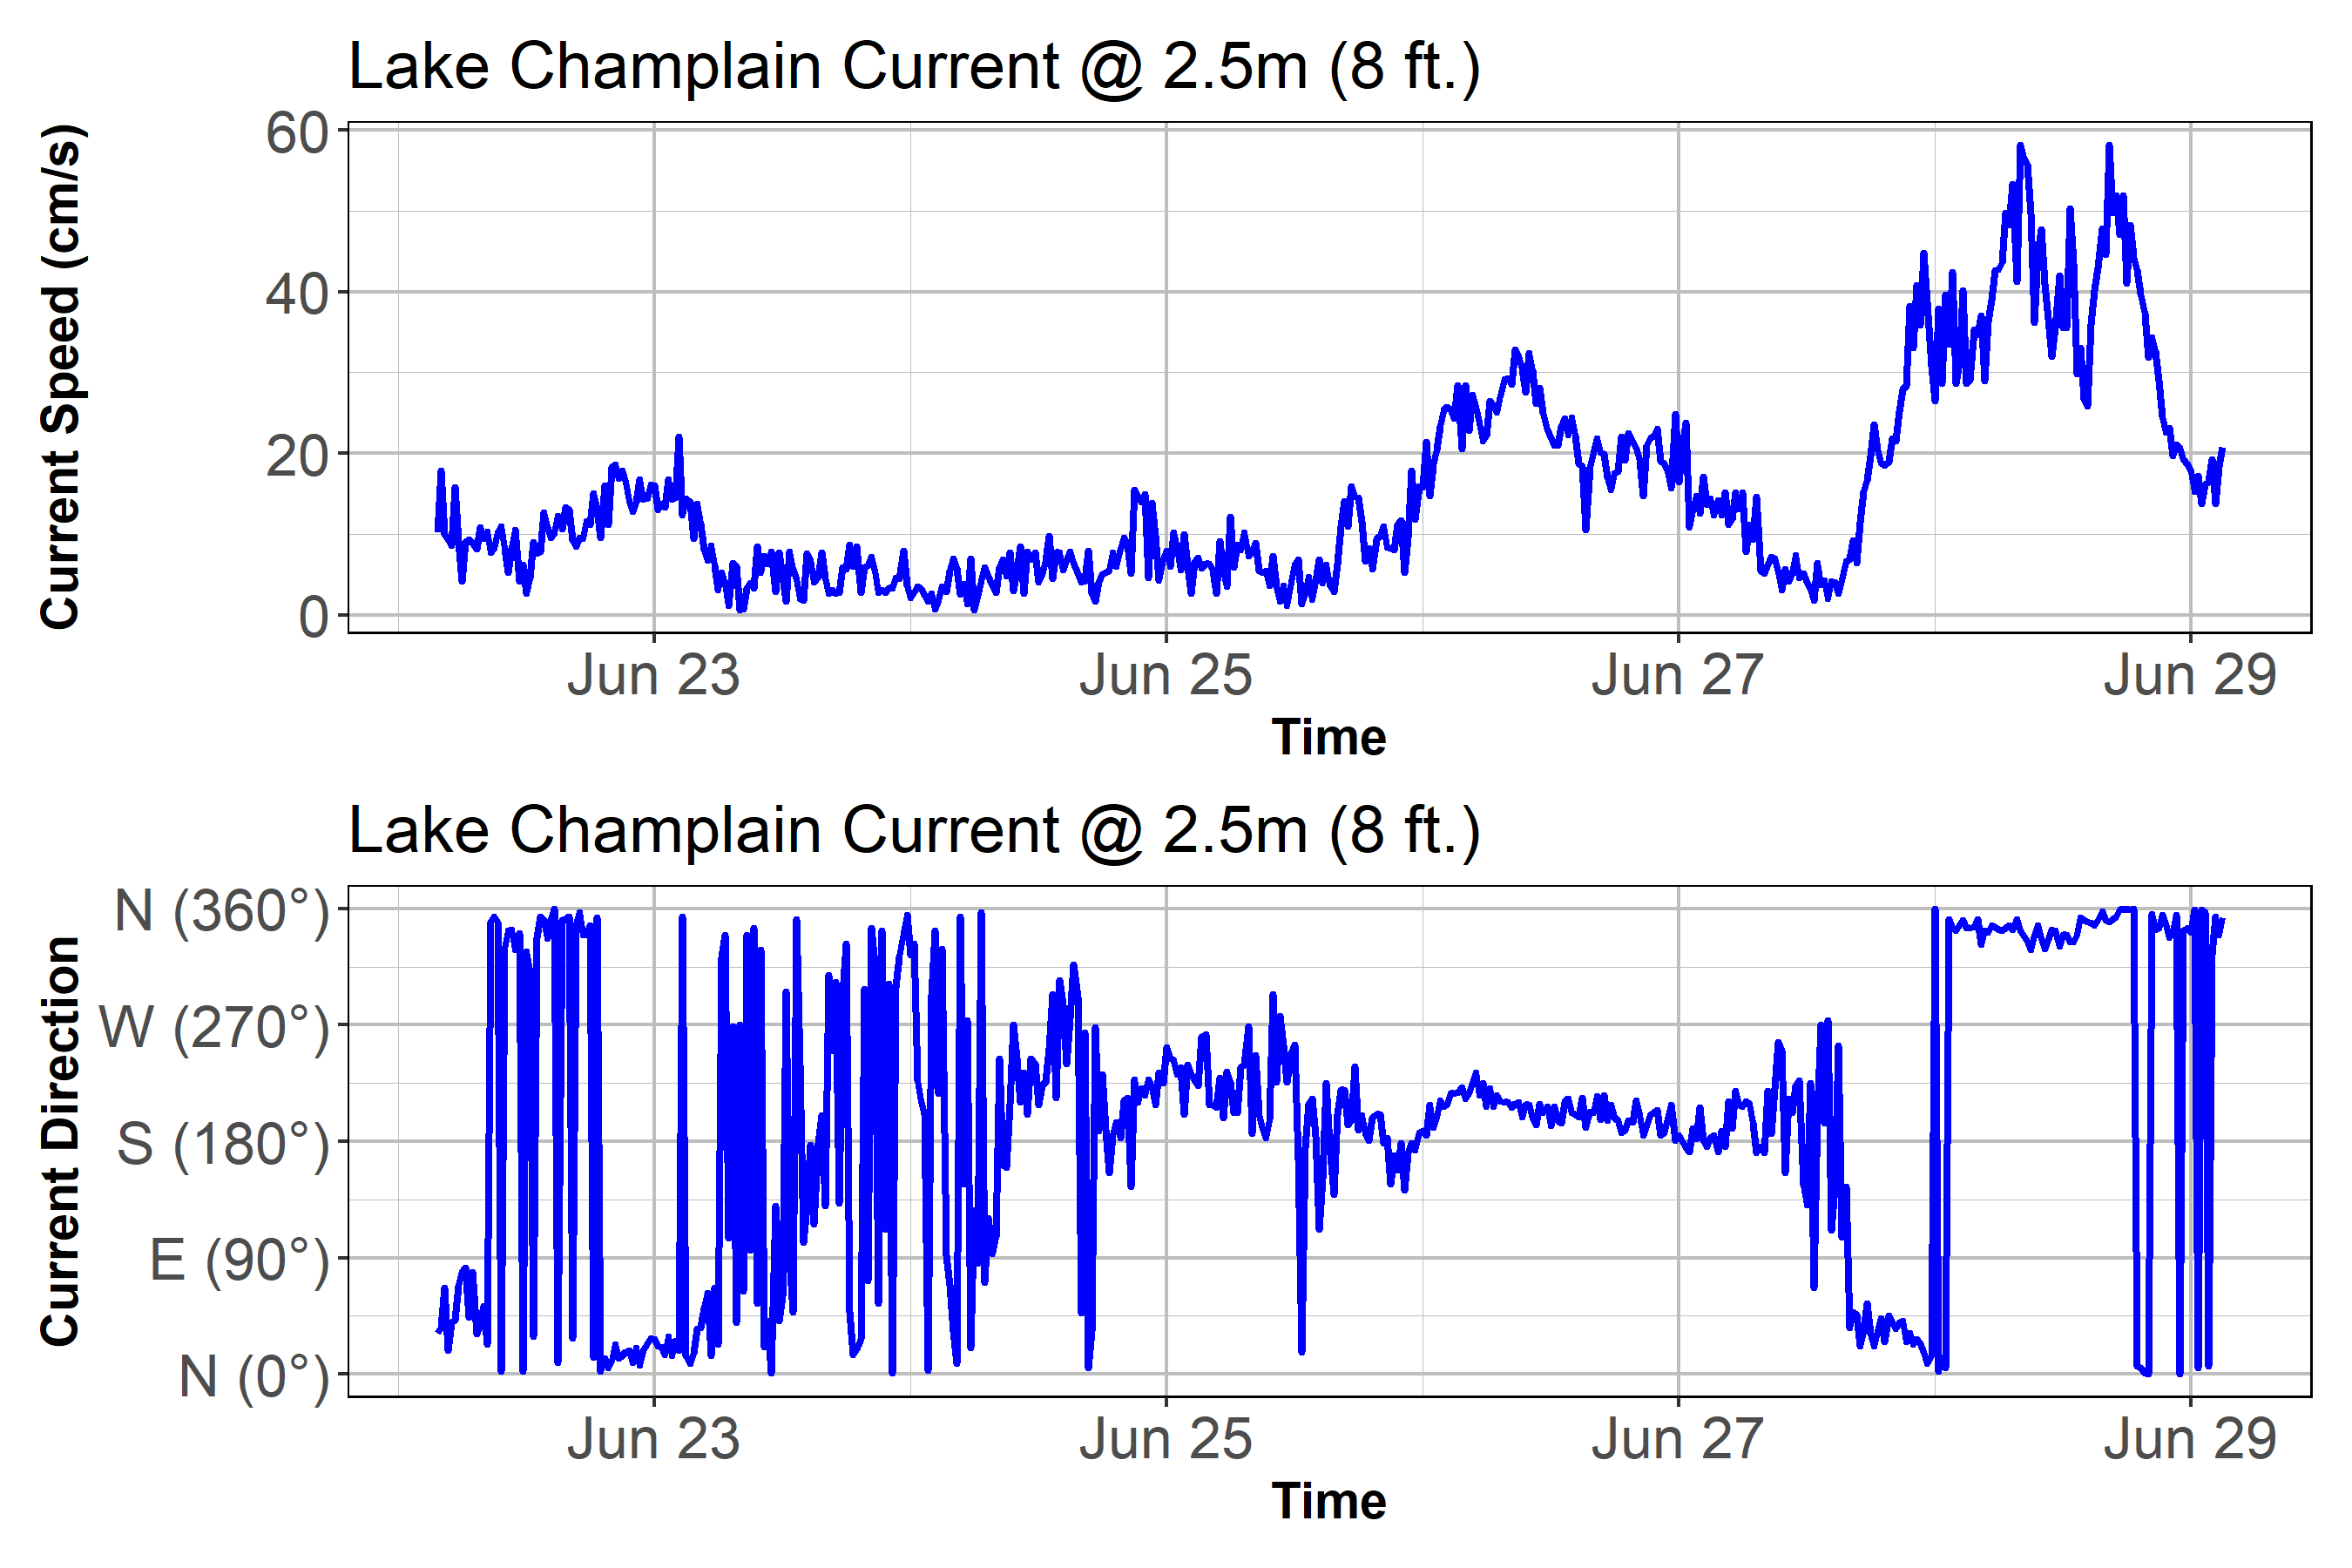 Lake Champlain Current @ 2.5m (8 ft.)
Current Speed (cm/s)
60
40
20
0
Jun 23 Jun 25 Jun 27 Jun 29
Time
Lake Champlain Current @ 2.5m (8 ft.)
Current Direction
N (360°)
W (270°)
S (180°)
E (90°)
N (0°)
Jun 23 Jun 25 Jun 27 Jun 29
Time